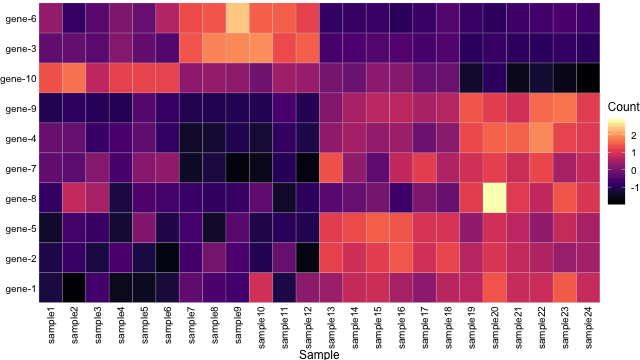 gene-6
gene-3
gene-10
gene-9
gene-4
gene-7
gene-8
gene-5
gene-2
gene-1
Count
2
1
0
-1
sample1
sample2
sample3
sample4
sample5
sample6
sample7
sample8
sample9
sample10
sample11
sample12
sample13
sample14
sample15
sample16
sample17
sample18
sample19
sample20
sample21
sample22
sample23
sample24
Sample